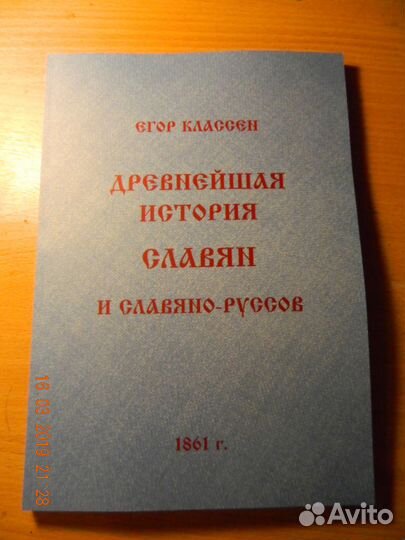 ЕГОР КЛАССЕН
ДРЕВНЕЙШАЯ
ИСТОРИЯ
СЛАВЯН
И СЛАВЯНО-РУССОВ
1861 г.
16 03 2019 21:28
Avito